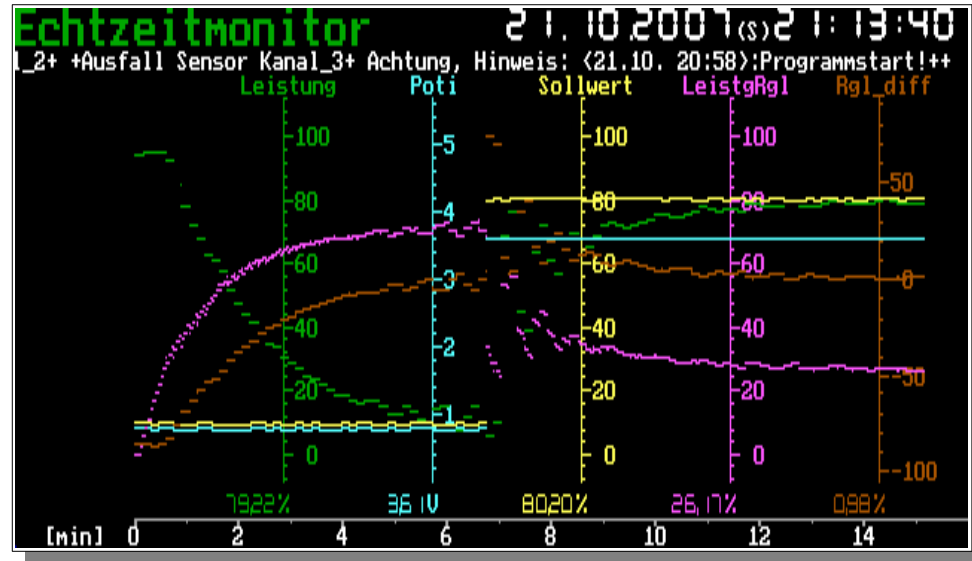 Echtzeitmonitor 21.10.2007(S)21:13:40
1_2+ +Ausfall Sensor Kanal_3+ Achtung, Hinweis: <21.10. 20:58>:Programmstart!++
Leistung Poti Sollwert LeistgRgl Rgl_diff
100 5 100 100
50
80 4 80 80
60 3 60 60 0
40 2 40 40
20 1 20 20 -50
0 0 0 -100
79,22% 3,61V 80,20% 26,17% 0,98%
[min] 0 2 4 6 8 10 12 14